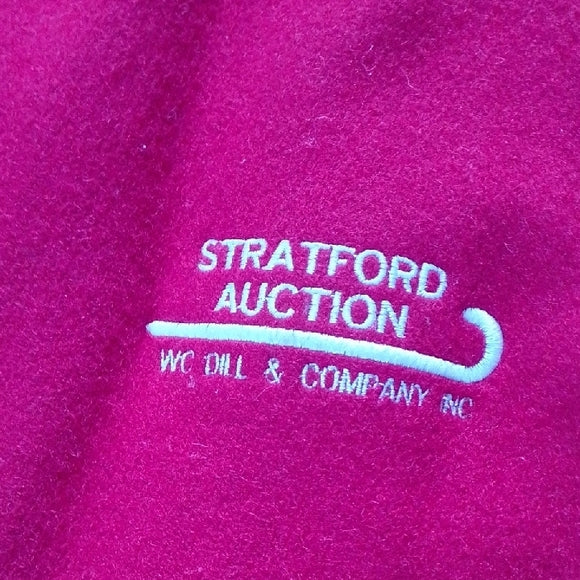 STRATFORD
AUCTION
WC DILL & COMPANY INC